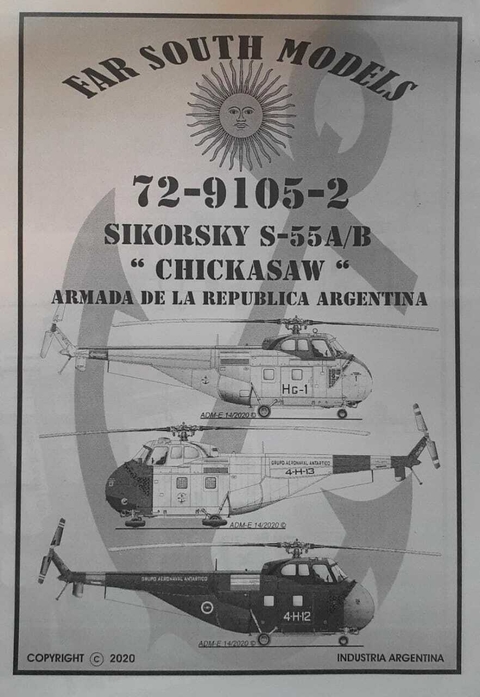 FAR SOUTH MODELS
72-9105-2
SIKORSKY S-55A/B
“ CHICKASAW “
ARMADA DE LA REPUBLICA ARGENTINA
HG-1
ADM-E 14/2020 ©
GRUPO AERONAVAL ANTARTICO
4-H-13
ADM-E 14/2020 ©
GRUPO AERONAVAL ANTARTICO
4-H-12
ADM-E 14/2020 ©
COPYRIGHT © 2020
INDUSTRIA ARGENTINA